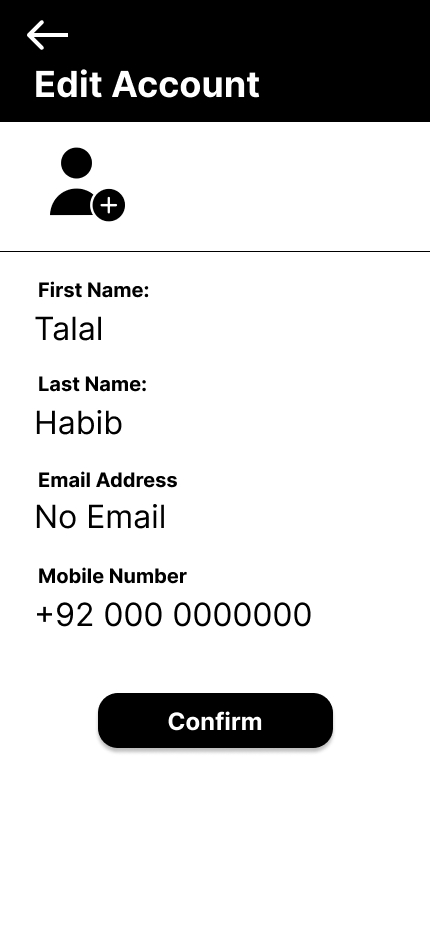 Edit Account
First Name:
Talal
Last Name:
Habib
Email Address
No Email
Mobile Number
+92 000 0000000
Confirm